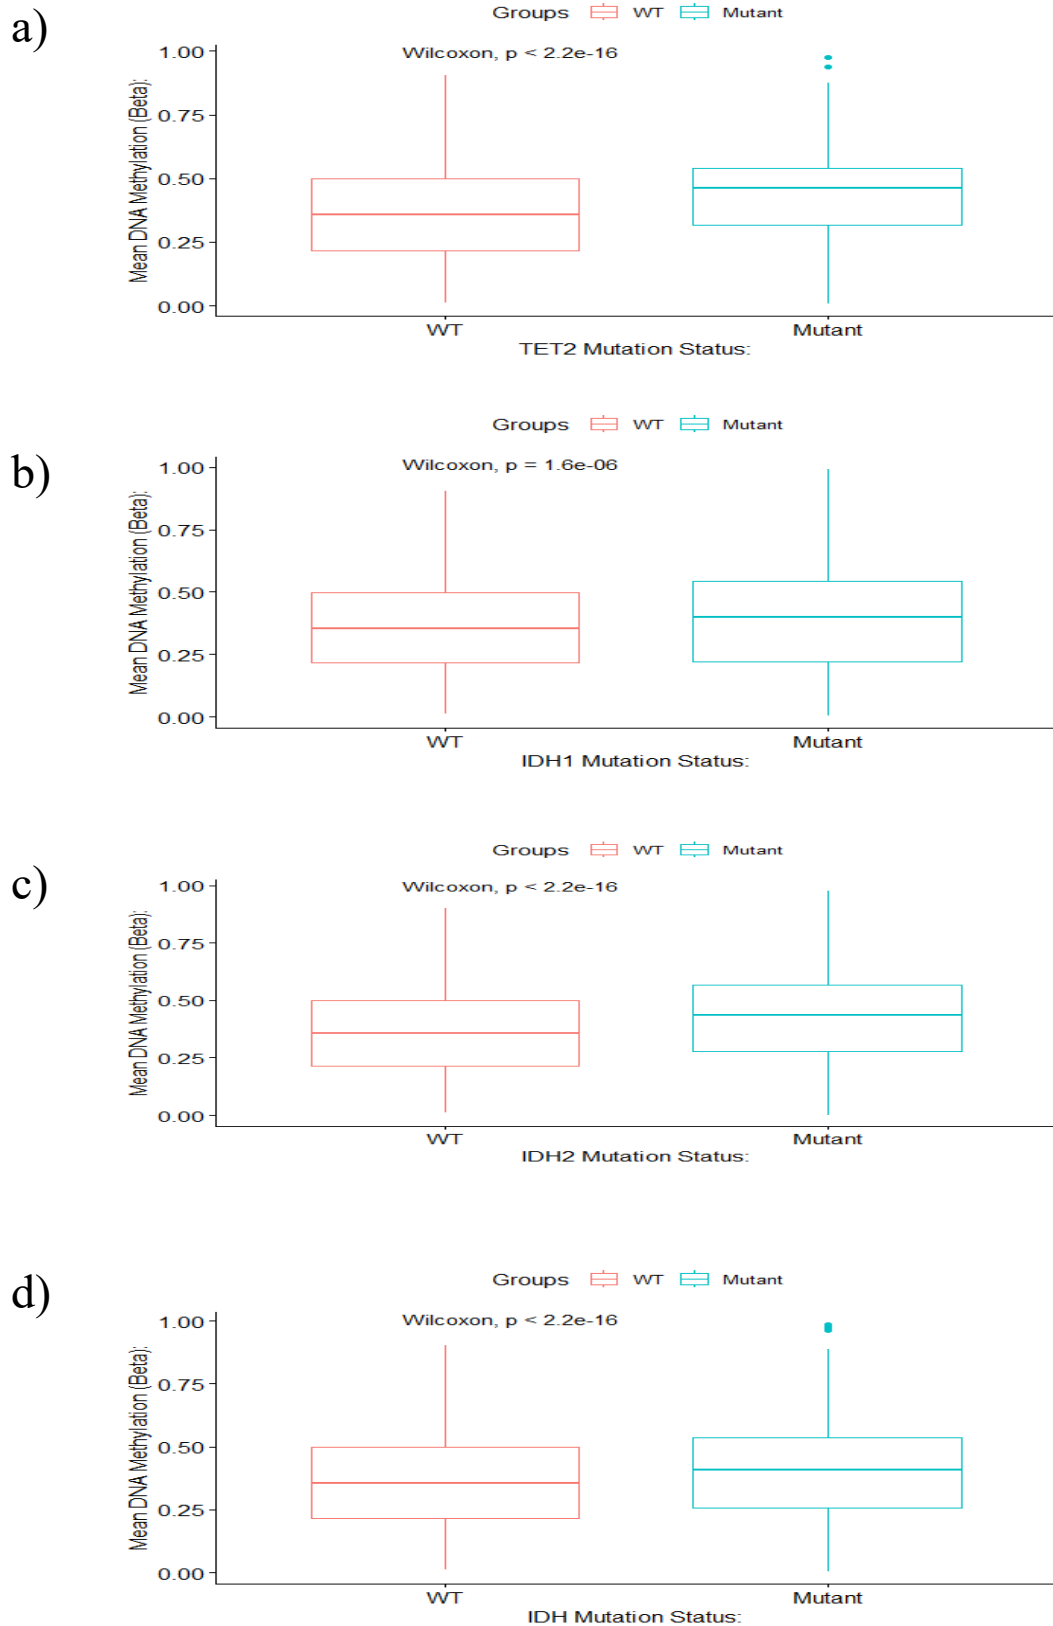 a)
Groups WT Mutant
Wilcoxon, p < 2.2e-16
Mean DNA Methylation (Beta):
1.00
0.75
0.50
0.25
0.00
WT Mutant
TET2 Mutation Status:
b)
Groups WT Mutant
Wilcoxon, p = 1.6e-06
Mean DNA Methylation (Beta):
1.00
0.75
0.50
0.25
0.00
WT Mutant
IDH1 Mutation Status:
c)
Groups WT Mutant
Wilcoxon, p < 2.2e-16
Mean DNA Methylation (Beta):
1.00
0.75
0.50
0.25
0.00
WT Mutant
IDH2 Mutation Status:
d)
Groups WT Mutant
Wilcoxon, p < 2.2e-16
Mean DNA Methylation (Beta):
1.00
0.75
0.50
0.25
0.00
WT Mutant
IDH Mutation Status: